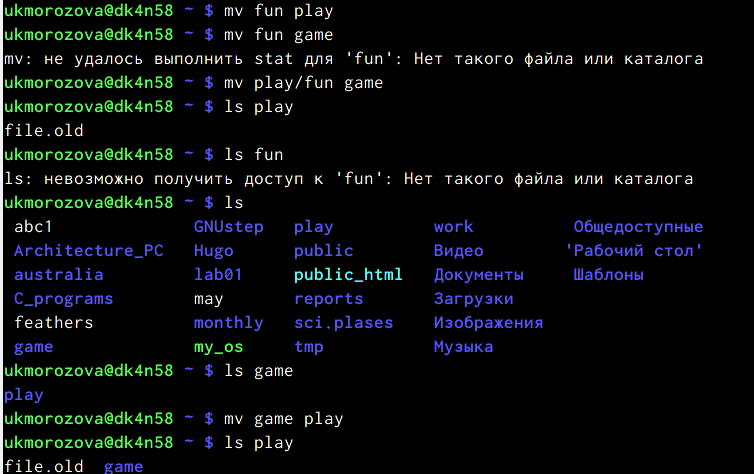 ukmorozova@dk4n58 ~ $ mv fun play
ukmorozova@dk4n58 ~ $ mv fun game
mv: не удалось выполнить stat для 'fun': Нет такого файла или каталога
ukmorozova@dk4n58 ~ $ mv play/fun game
ukmorozova@dk4n58 ~ $ ls play
file.old
ukmorozova@dk4n58 ~ $ ls fun
ls: невозможно получить доступ к 'fun': Нет такого файла или каталога
ukmorozova@dk4n58 ~ $ ls
abc1 GNUstep play work Общедоступные
Architecture_PC Hugo public Видео 'Рабочий стол'
australia lab01 public_html Документы Шаблоны
C_programs may reports Загрузки
feathers monthly sci.plases Изображения
game my_os tmp Музыка
ukmorozova@dk4n58 ~ $ ls game
play
ukmorozova@dk4n58 ~ $ mv game play
ukmorozova@dk4n58 ~ $ ls play
file.old game